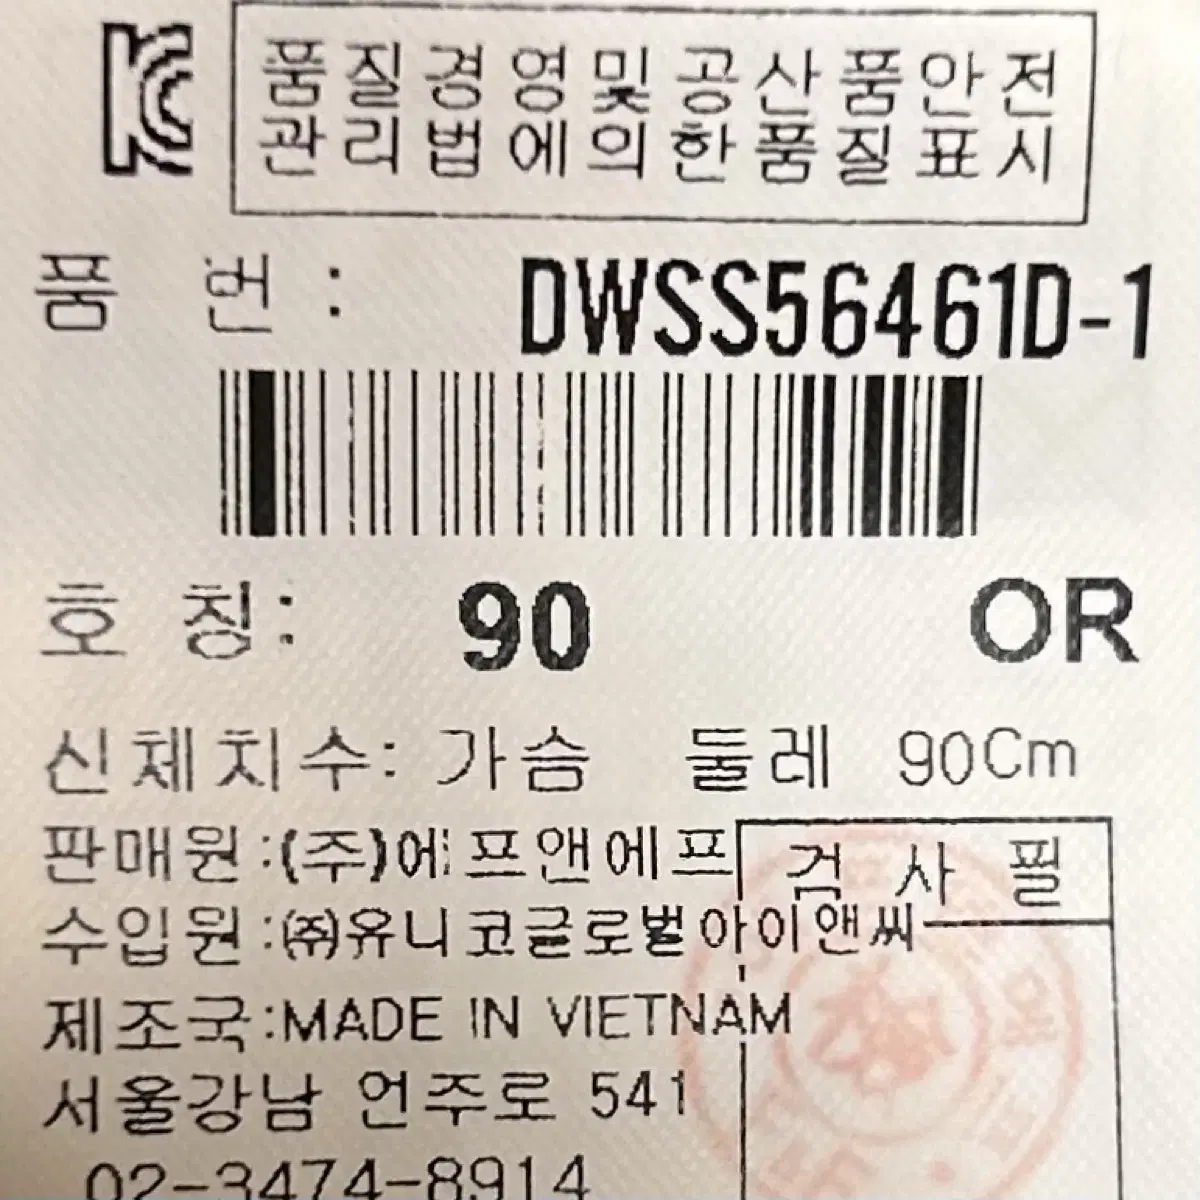 품질경영및공산품안전
관리법에의한품질표시
품 번 : DWSS56461D-1
호 칭: 90 OR
신체치수: 가슴 둘레 90Cm
판매원:(주)에프앤에프
검 사 필
수입원:㈜유니코글로벌아이앤씨
제조국:MADE IN VIETNAM
서울강남 언주로 541
02-3474-8914